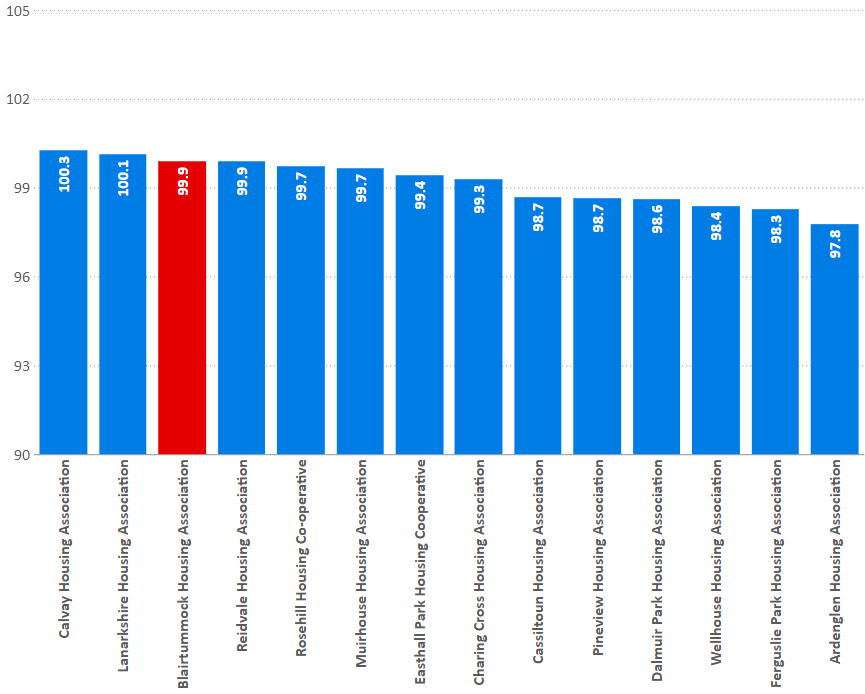 105
102
99
96
93
90
100.3
100.1
99.9
99.9
99.7
99.7
99.4
99.3
98.7
98.7
98.6
98.4
98.3
97.8
Calvay Housing Association
Lanarkshire Housing Association
Blairtummock Housing Association
Reidvale Housing Association
Rosehill Housing Co-operative
Muirhouse Housing Association
Easthall Park Housing Cooperative
Charing Cross Housing Association
Cassiltoun Housing Association
Pineview Housing Association
Dalmuir Park Housing Association
Wellhouse Housing Association
Ferguslie Park Housing Association
Ardenglen Housing Association